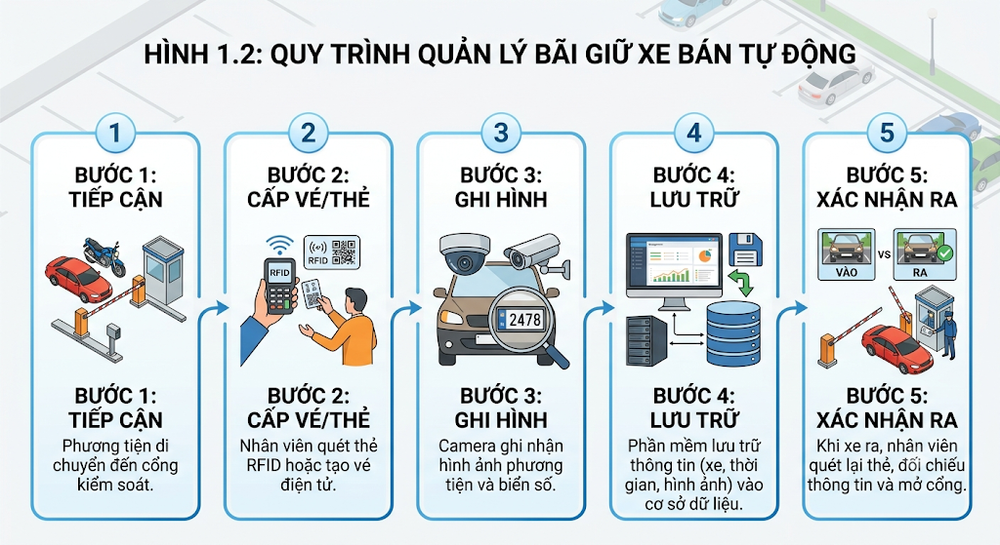 HÌNH 1.2: QUY TRÌNH QUẢN LÝ BÃI GIỮ XE BÁN TỰ ĐỘNG
1
BƯỚC 1:
TIẾP CẬN
BƯỚC 1:
TIẾP CẬN
Phương tiện di
chuyển đến cổng
kiểm soát.
2
BƯỚC 2:
CẤP VÉ/THẺ
RFID
RFID
BƯỚC 2:
CẤP VÉ/THẺ
Nhân viên quét thẻ
RFID hoặc tạo vé
điện tử.
3
BƯỚC 3:
GHI HÌNH
2478
BƯỚC 3:
GHI HÌNH
Camera ghi nhận
hình ảnh phương
tiện và biển số.
4
BƯỚC 4:
LƯU TRỮ
BƯỚC 4:
LƯU TRỮ
Phần mềm lưu trữ
thông tin (xe, thời
gian, hình ảnh) vào
cơ sở dữ liệu.
5
BƯỚC 5:
XÁC NHẬN RA
VS
VÀO
RA
BƯỚC 5:
XÁC NHẬN RA
Khi xe ra, nhân viên
quét lại thẻ, đối chiếu
thông tin và mở cổng.